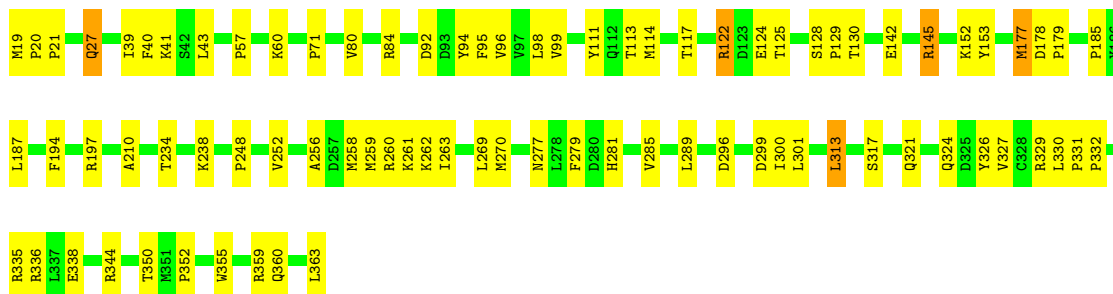 M19 P20 P21 Q27 I39 F40 K41 S42 L43 P57 K60 P71 V80 R84 D92 D93 Y94 F95 V96 V97 L98 V99 Y111 Q112 T113 M114 T117 R122 D123 E124 T125 S128 P129 T130 E142 R145 K152 Y153 M177 D178 P179 P185
L187 F194 R197 A210 T234 K238 P248 V252 A256 D257 M258 M259 R260 K261 K262 I263 L269 M270 N277 L278 F279 D280 H281 V285 L289 D296 D299 I300 L301 L313 S317 Q321 Q324 D325 Y326 V327 C328 R329 L330 P331 P332
R335 R336 L337 E338 R344 T350 M351 P352 W355 R359 Q360 L363